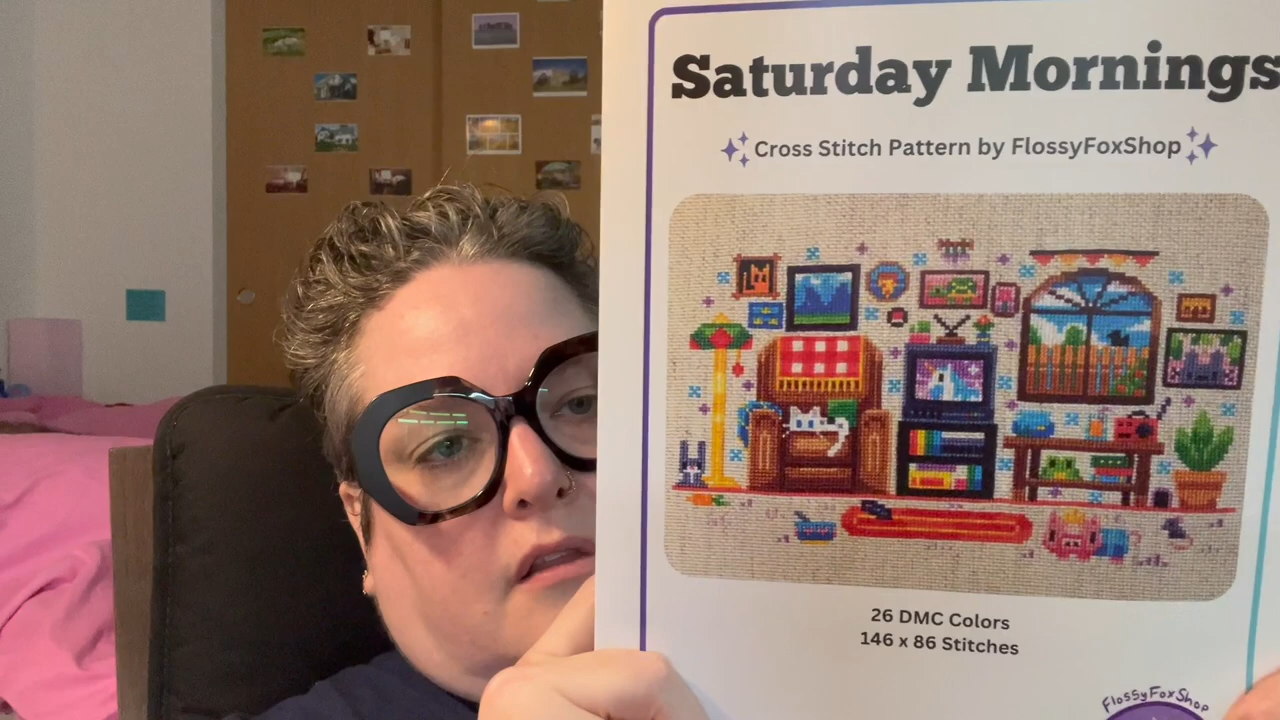 Saturday Mornings
Cross Stitch Pattern by FlossyFoxShop
26 DMC Colors
146 x 86 Stitches
FlossyFoxShop